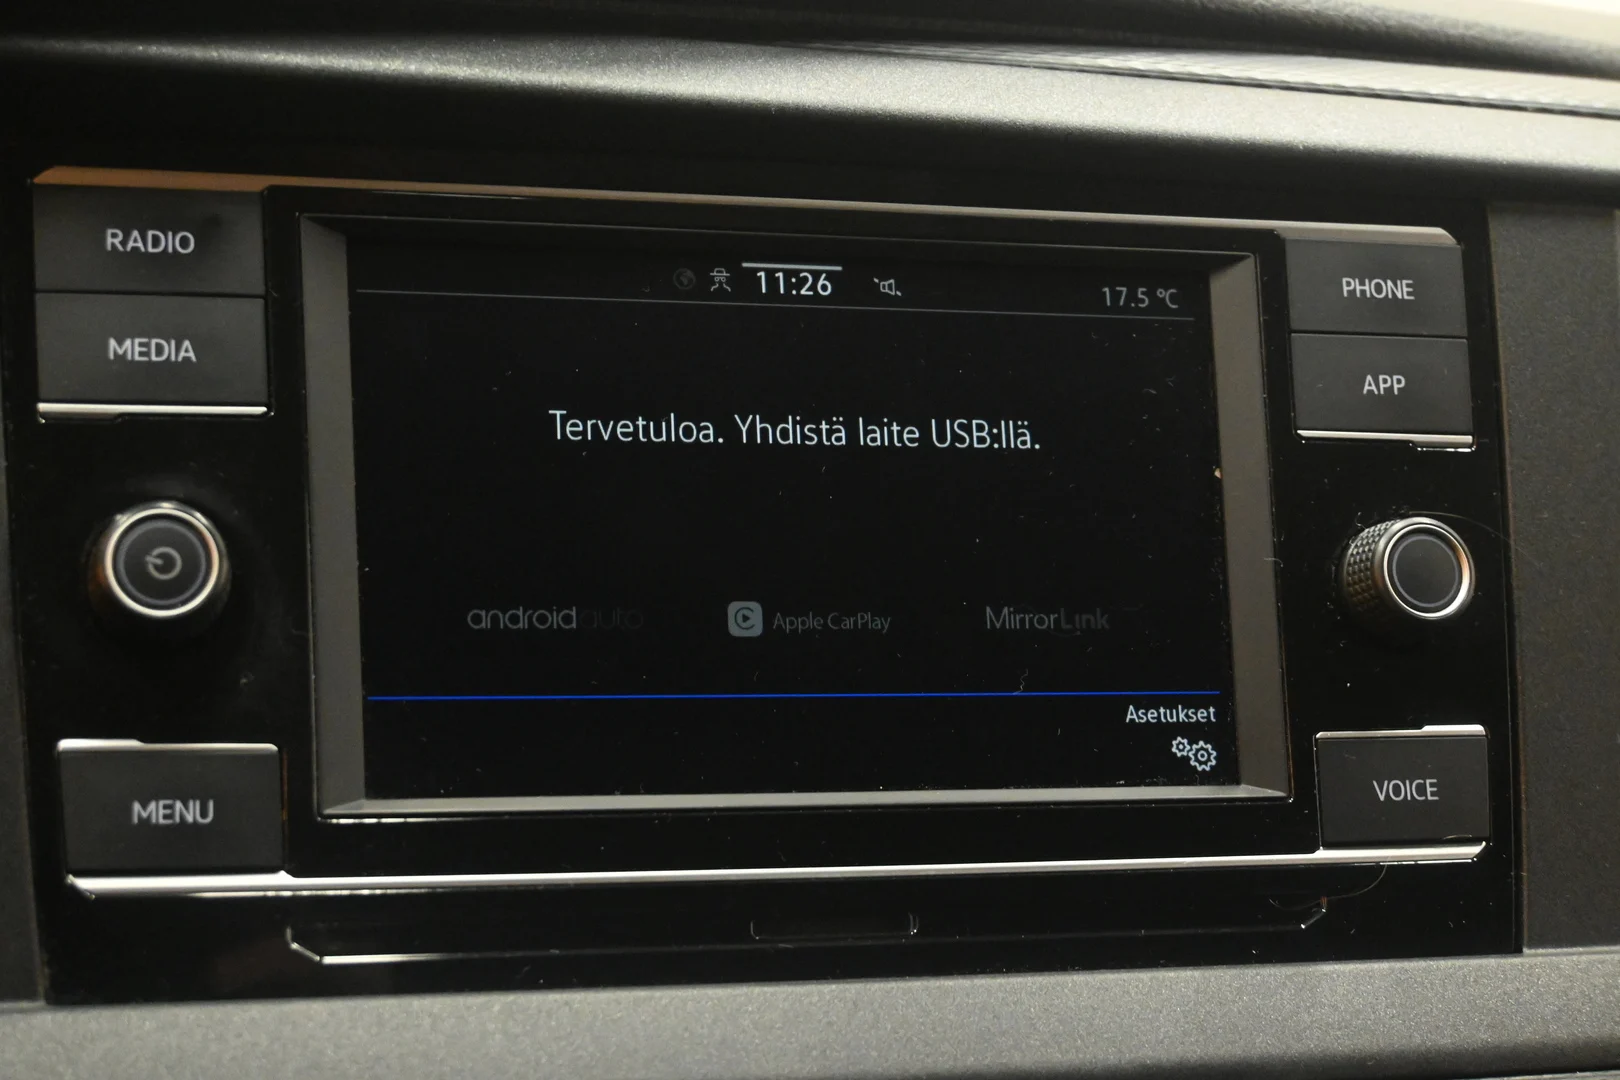 RADIO
MEDIA
MENU
11:26
17.5 °C
Tervetuloa. Yhdistä laite USB:llä.
androidauto
Apple CarPlay
MirrorLink
Asetukset
PHONE
APP
VOICE